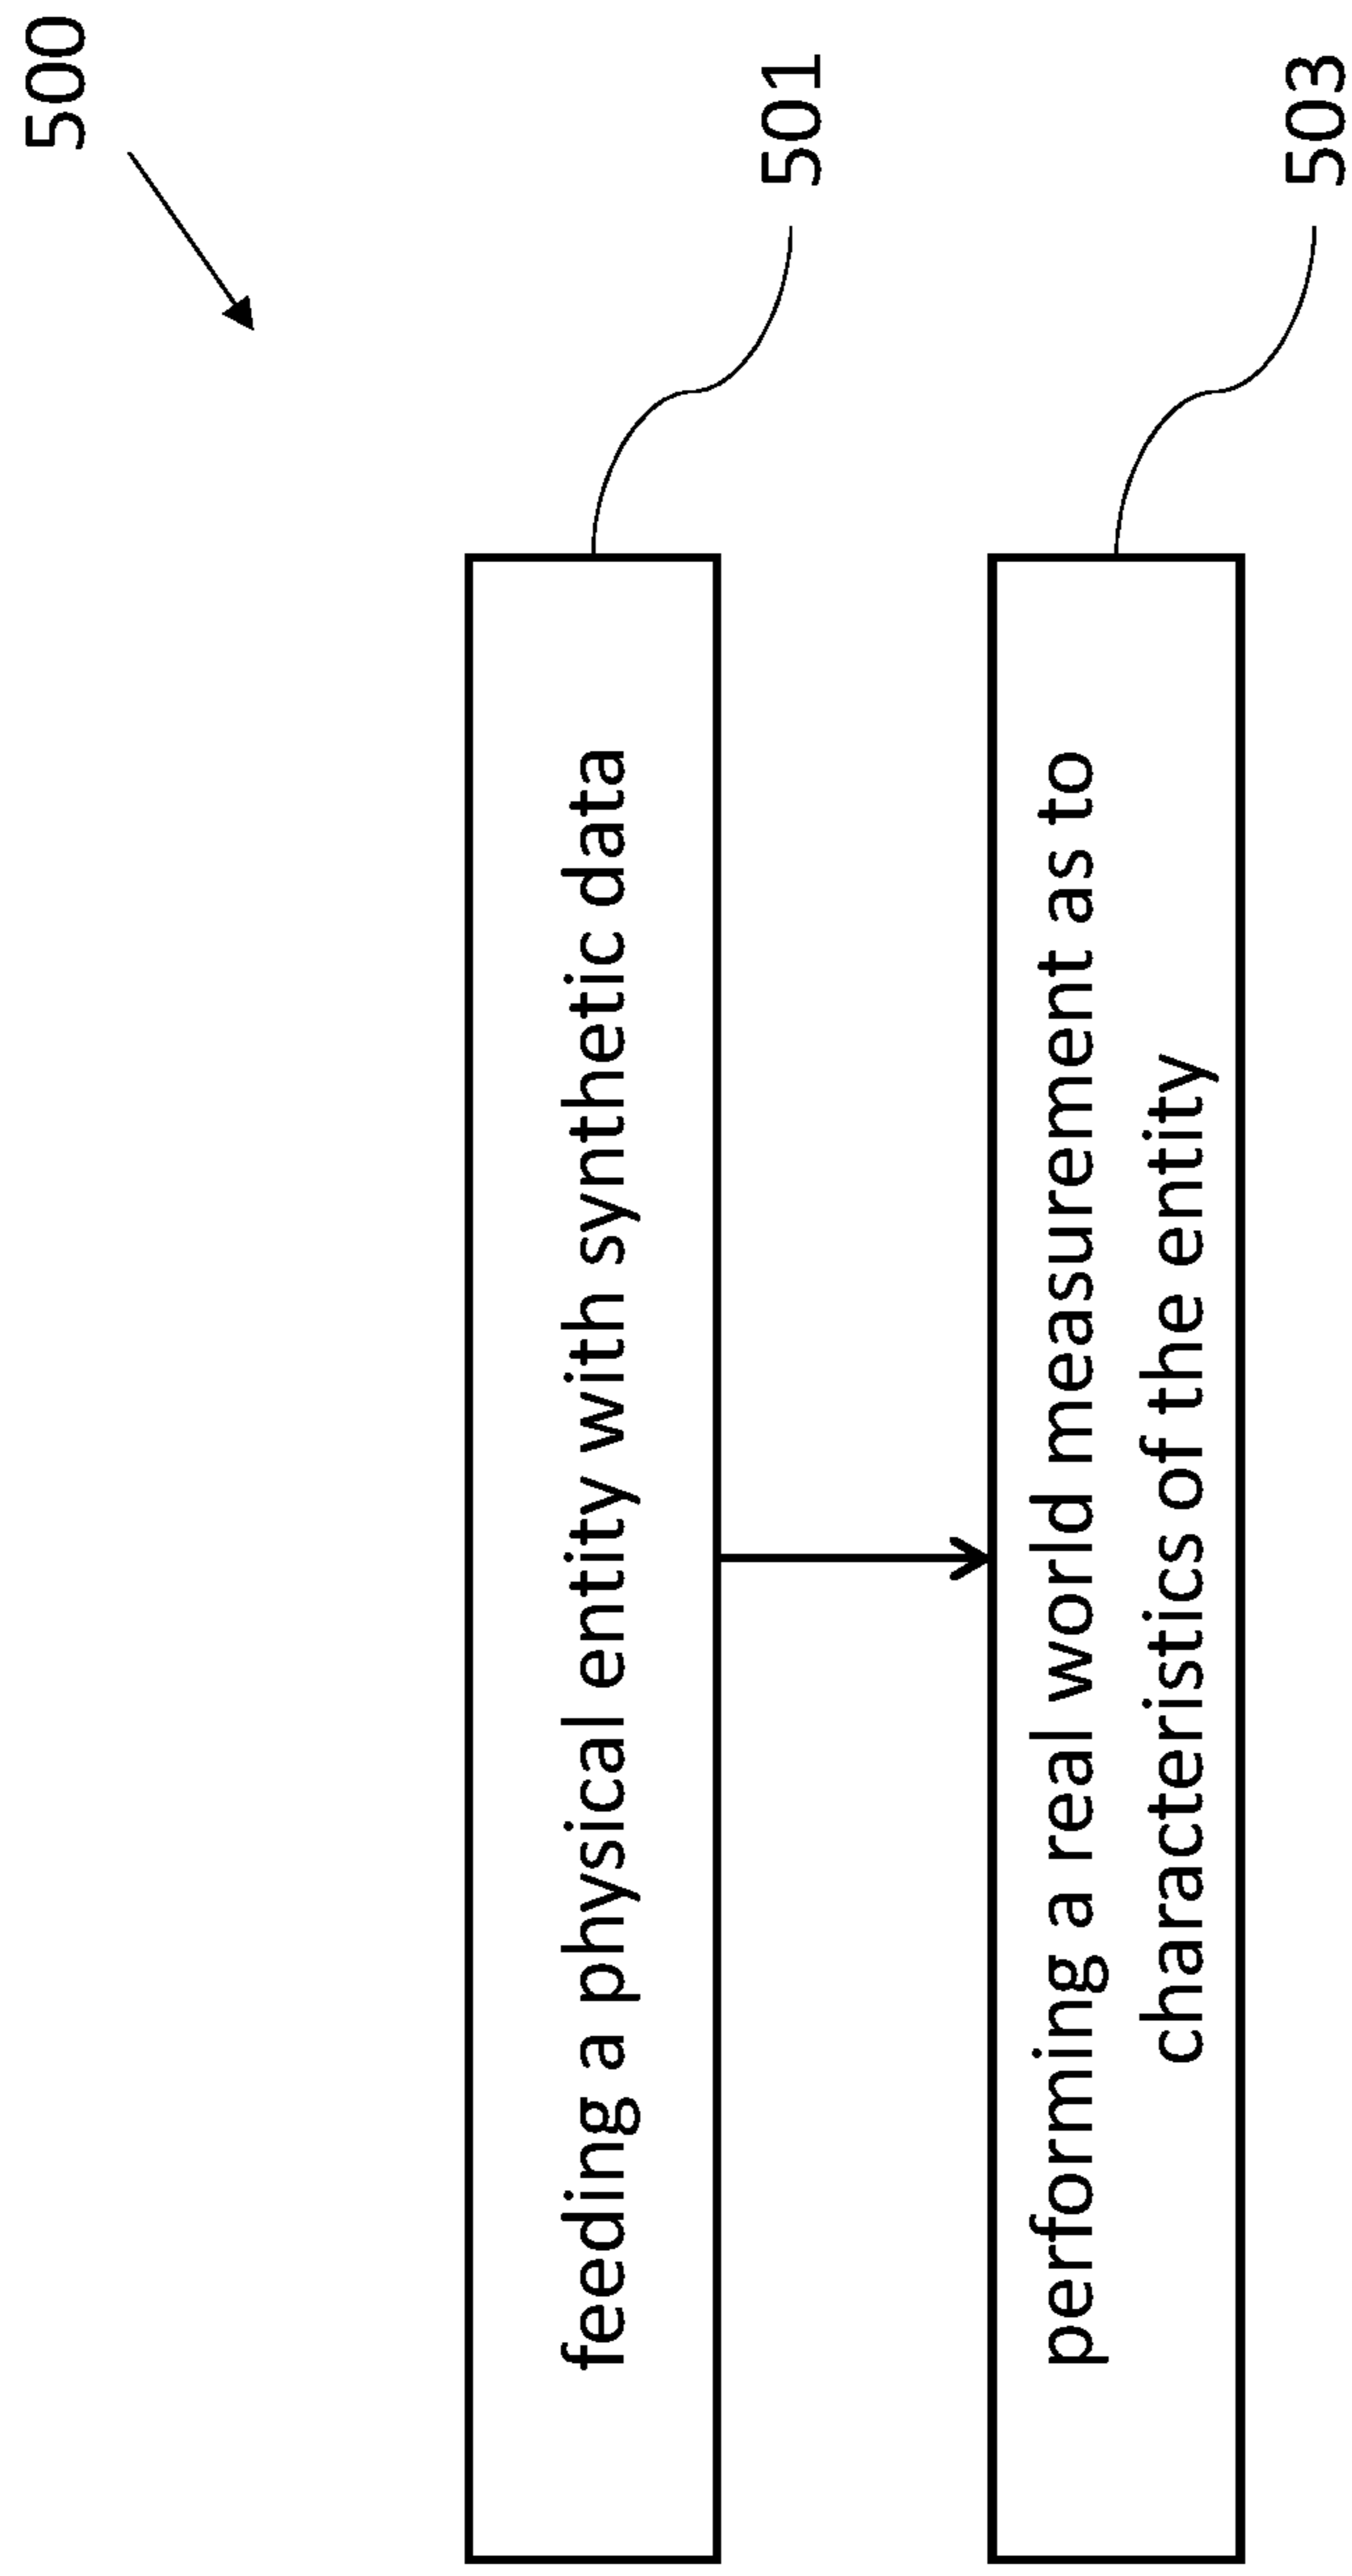 500
feeding a physical entity with synthetic data
501
performing a real world measurement as to
characteristics of the entity
503